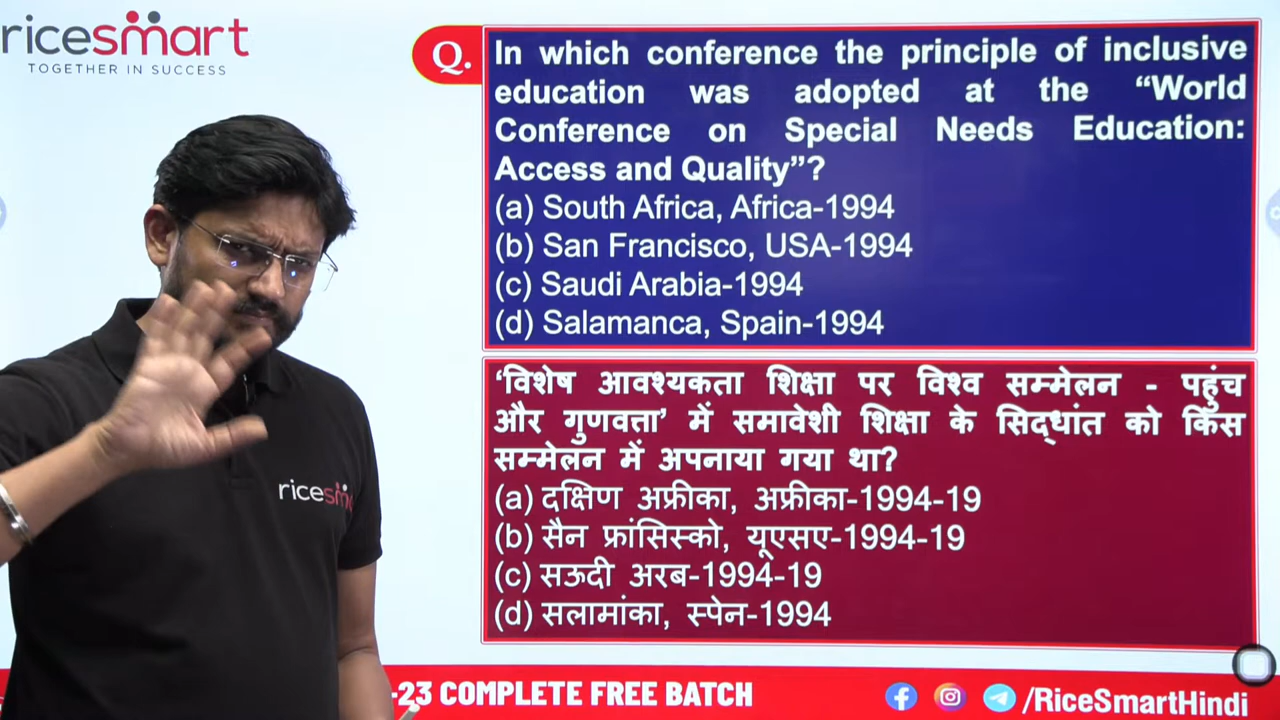 ricesmart
TOGETHER IN SUCCESS
Q.
In which conference the principle of inclusive
education was adopted at the “World
Conference on Special Needs Education:
Access and Quality”?
(a) South Africa, Africa-1994
(b) San Francisco, USA-1994
(c) Saudi Arabia-1994
(d) Salamanca, Spain-1994
‘विशेष आवश्यकता शिक्षा पर विश्व सम्मेलन - पहुंच
और गुणवत्ता’ में समावेशी शिक्षा के सिद्धांत को किस
सम्मेलन में अपनाया गया था?
(a) दक्षिण अफ्रीका, अफ्रीका-1994-19
(b) सैन फ्रांसिस्को, यूएसए-1994-19
(c) सऊदी अरब-1994-19
(d) सलामांका, स्पेन-1994
ricesma
-23 COMPLETE FREE BATCH
/RiceSmartHindi